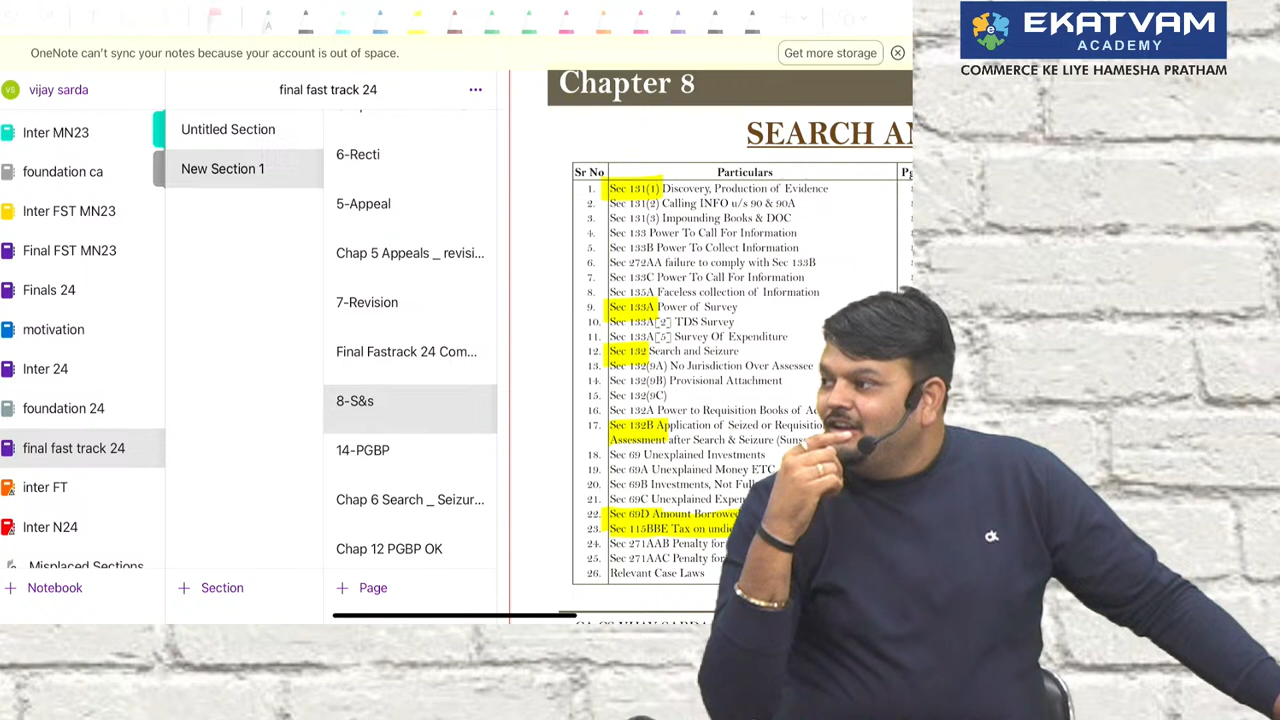 OneNote can't sync your notes because your account is out of space.
Get more storage
EKATVAM
ACADEMY
COMMERCE KE LIYE HAMESHA PRATHAM
VS
vijay sarda
final fast track 24
Inter MN23
foundation ca
Inter FST MN23
Final FST MN23
Finals 24
motivation
Inter 24
foundation 24
final fast track 24
inter FT
Inter N24
Misplaced Sections
+ Notebook
Untitled Section
New Section 1
+ Section
6-Recti
5-Appeal
Chap 5 Appeals _ revisi...
7-Revision
Final Fastrack 24 Com...
8-S&s
14-PGBP
Chap 6 Search _ Seizur...
Chap 12 PGBP OK
+ Page
Chapter 8
SEARCH
Sr No Particulars
1. Sec 131(1) Discovery, Production of Evidence
2. Sec 131(2) Calling INFO u/s 90 & 90A
3. Sec 131(3) Impounding Books & DOC
4. Sec 133 Power To Call For Information
5. Sec 133B Power To Collect Information
6. Sec 272AA failure to comply with Sec 133B
7. Sec 133C Power To Call For Information
8. Sec 135A Faceless collection of Information
9. Sec 133A Power of Survey
10. Sec 133A[2] TDS Survey
11. Sec 133A[5] Survey Of Expenditure
12. Sec 132 Search and Seizure
13. Sec 132(9A) No Jurisdiction Over Assessee
14. Sec 132(9B) Provisional Attachment
15. Sec 132(9C)
16. Sec 132A Power to Requisition Books of
17. Sec 132B Application of Seized or
Assessment after Search & Seizure
18. Sec 69 Unexplained Investments
19. Sec 69A Unexplained Money ETC
20. Sec 69B Investments, Not
21. Sec 69C Unexplained
22. Sec 69D Amount Borrowed
23. Sec 115BBE Tax on
24. Sec 271AAB Penalty for
25. Sec 271AAC Penalty for
26. Relevant Case Laws